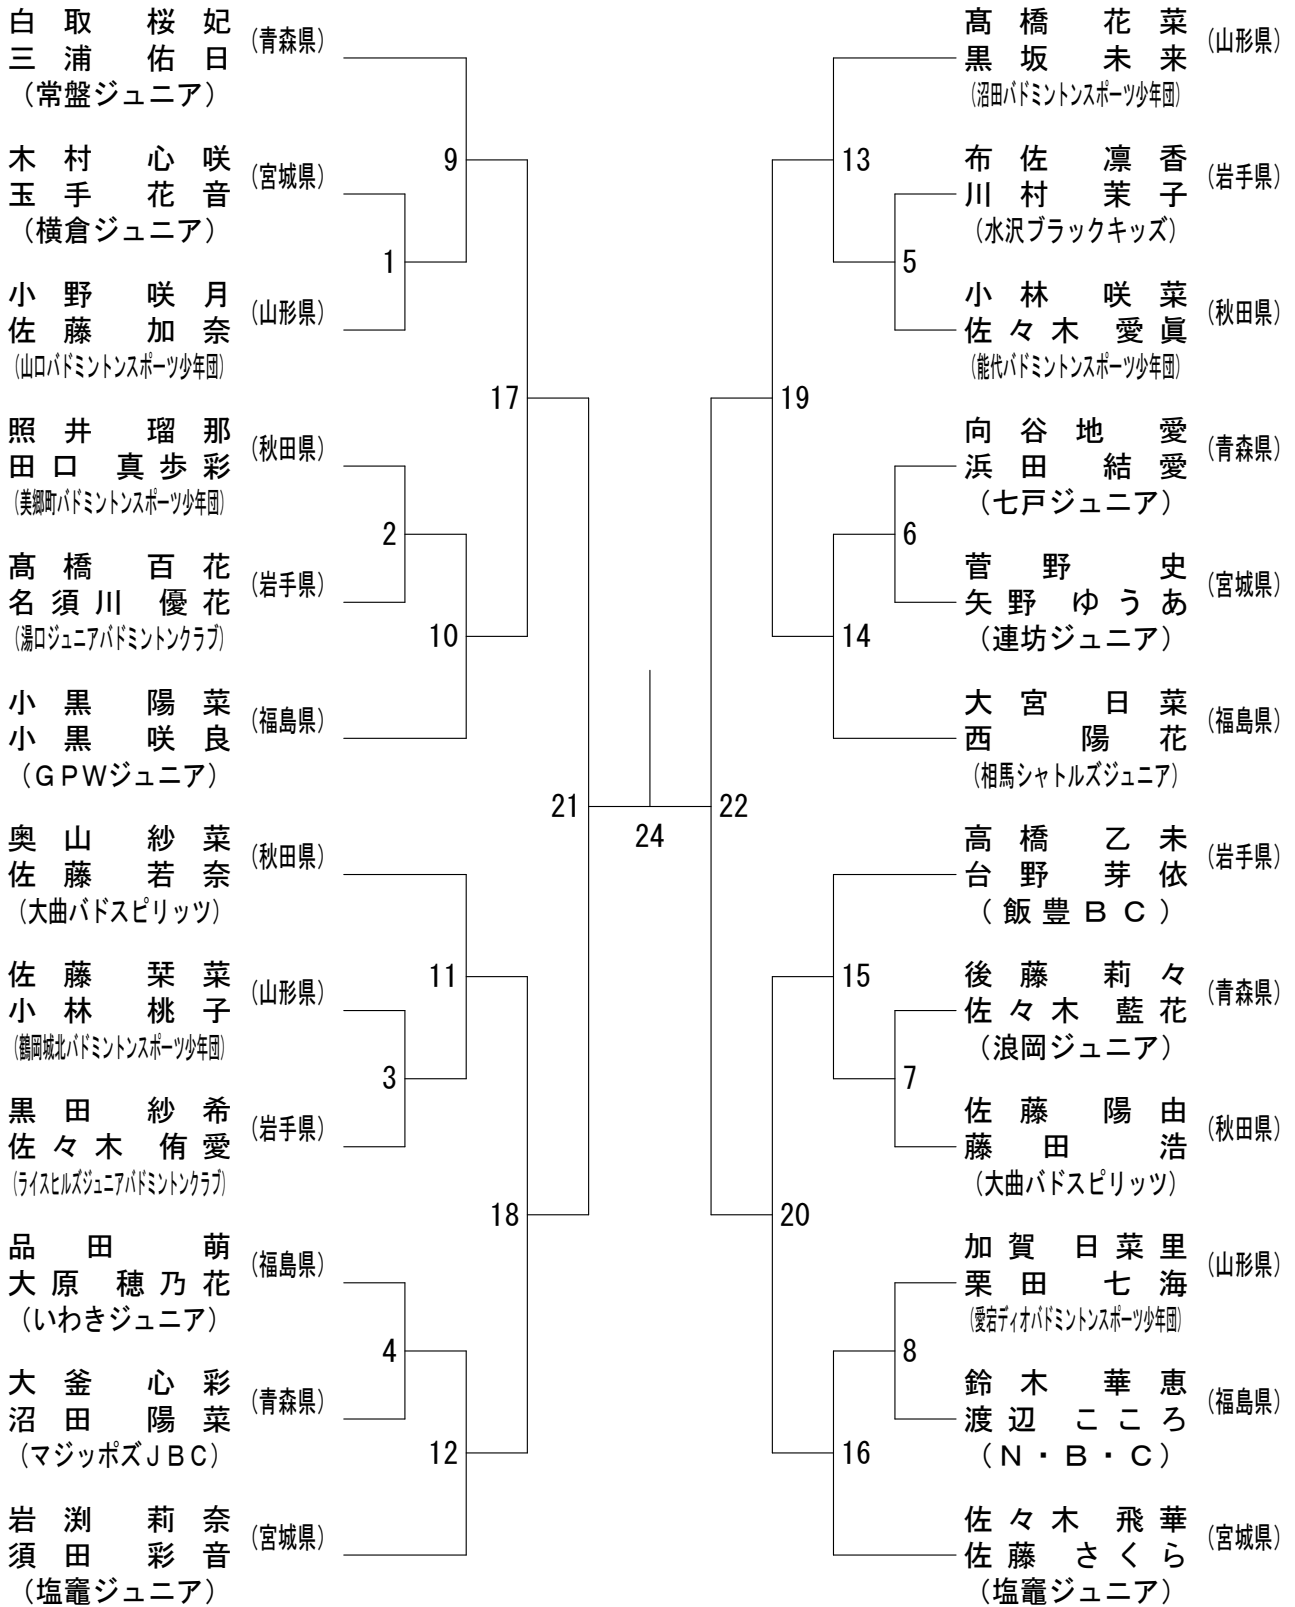 白取 桜妃 (青森県)
三浦 佑日
(常盤ジュニア)
9
木村 心咲 (宮城県)
玉手 花音
(横倉ジュニア)
1
小野 咲月 (山形県)
佐藤 加奈
(山口バドミントンスポーツ少年団)
17
照井 瑠那 (秋田県)
田口 真歩彩
(美郷町バドミントンスポーツ少年団)
2
髙橋 百花 (岩手県)
名須川 優花
(湯口ジュニアバドミントンクラブ)
10
小黒 陽菜 (福島県)
小黒 咲良
(GPWジュニア)
21
奥山 紗菜 (秋田県)
佐藤 若奈
(大曲バドスピリッツ)
11
佐藤 栞菜 (山形県)
小林 桃子
(鶴岡城北バドミントンスポーツ少年団)
3
黒田 紗希 (岩手県)
佐々木 侑愛
(ライスヒルズジュニアバドミントンクラブ)
18
品田 萌 (福島県)
大原 穂乃花
(いわきジュニア)
4
大釜 心彩 (青森県)
沼田 陽菜
(マジッポズJBC)
12
岩渕 莉奈 (宮城県)
須田 彩音
(塩竈ジュニア)
24
髙橋 花菜 (山形県)
黒坂 未来
(沼田バドミントンスポーツ少年団)
13
布佐 凛香 (岩手県)
川村 茉子
(水沢ブラックキッズ)
5
小林 咲菜 (秋田県)
佐々木 愛眞
(能代バドミントンスポーツ少年団)
19
向谷地 愛 (青森県)
浜田 結愛
(七戸ジュニア)
6
菅野 史 (宮城県)
矢野 ゆうあ
(連坊ジュニア)
14
大宮 日菜 (福島県)
西 陽花
(相馬シャトルズジュニア)
22
高橋 乙未 (岩手県)
台野 芽依
(飯豊BC)
15
後藤 莉々 (青森県)
佐々木 藍花
(浪岡ジュニア)
7
佐藤 陽由 (秋田県)
藤田 浩
(大曲バドスピリッツ)
20
加賀 日菜里 (山形県)
栗田 七海
(愛宕ディオバドミントンスポーツ少年団)
8
鈴木 華恵 (福島県)
渡辺 こころ
(N・B・C)
16
佐々木 飛華 (宮城県)
佐藤 さくら
(塩竈ジュニア)